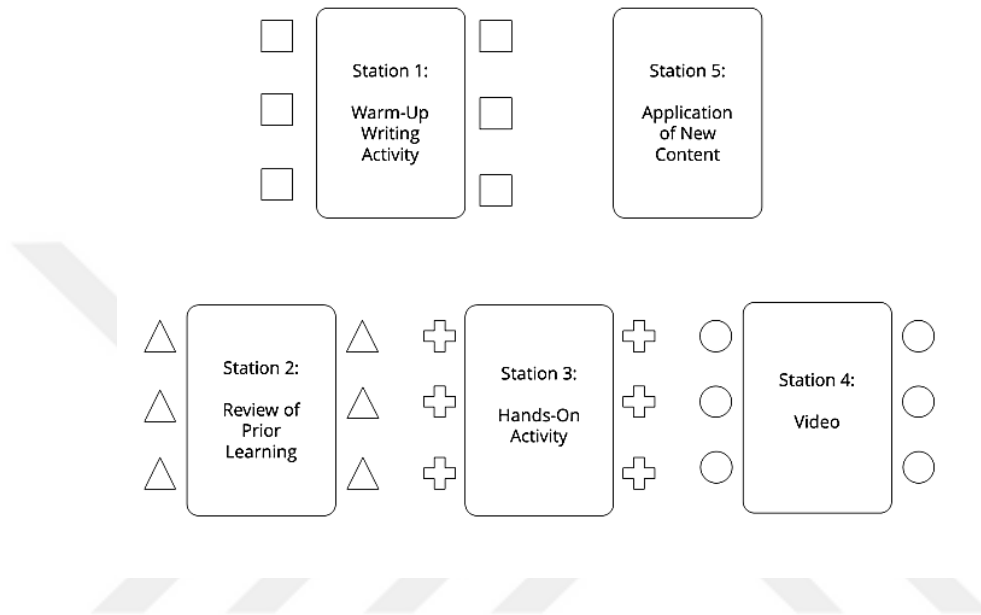 Station 1:
Warm-Up
Writing
Activity
Station 5:
Application
of New
Content
Station 2:
Review of
Prior
Learning
Station 3:
Hands-On
Activity
Station 4:
Video